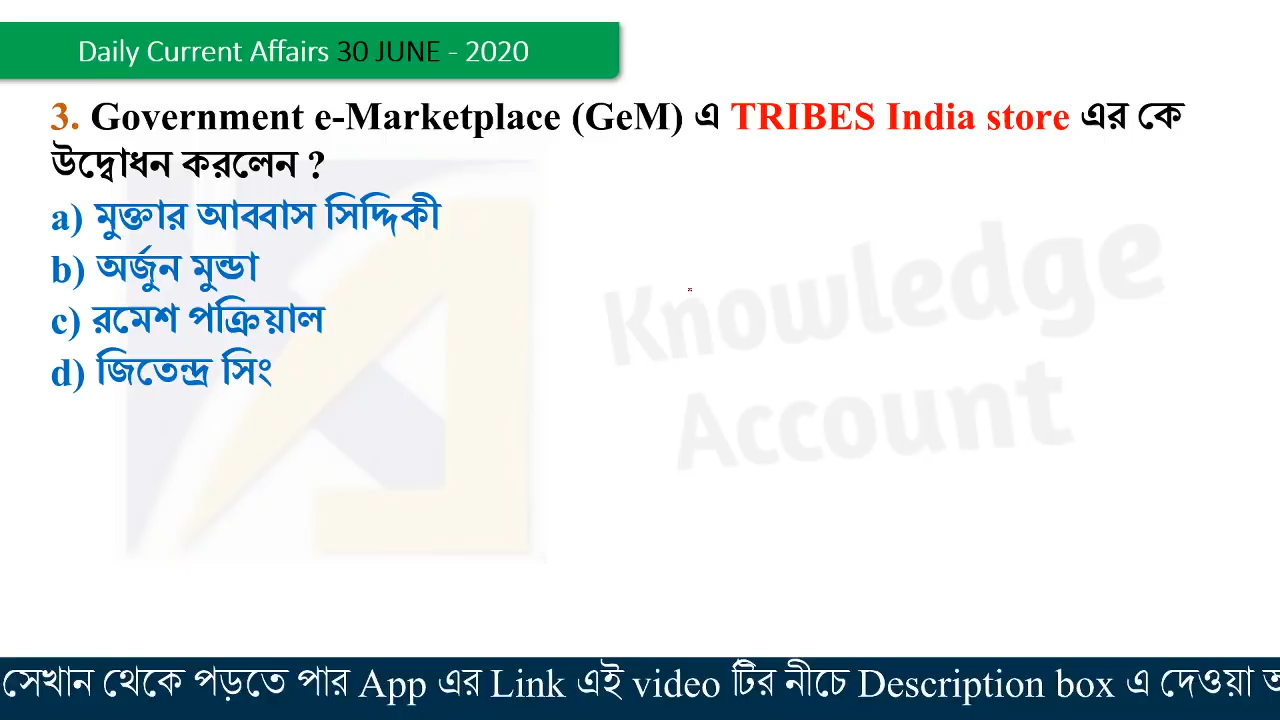 Daily Current Affairs 30 JUNE - 2020
3. Government e-Marketplace (GeM) এ TRIBES India store এর কে
উদ্বোধন করলেন ?
a) মুক্তার আব্বাস সিদ্দিকী
b) অর্জুন মুন্ডা
c) রমেশ পক্রিয়াল
d) জিতেন্দ্র সিং
Knowledge
Account
সেখান থেকে পড়তে পার App এর Link এই video টির নীচে Description box এ দেওয়া